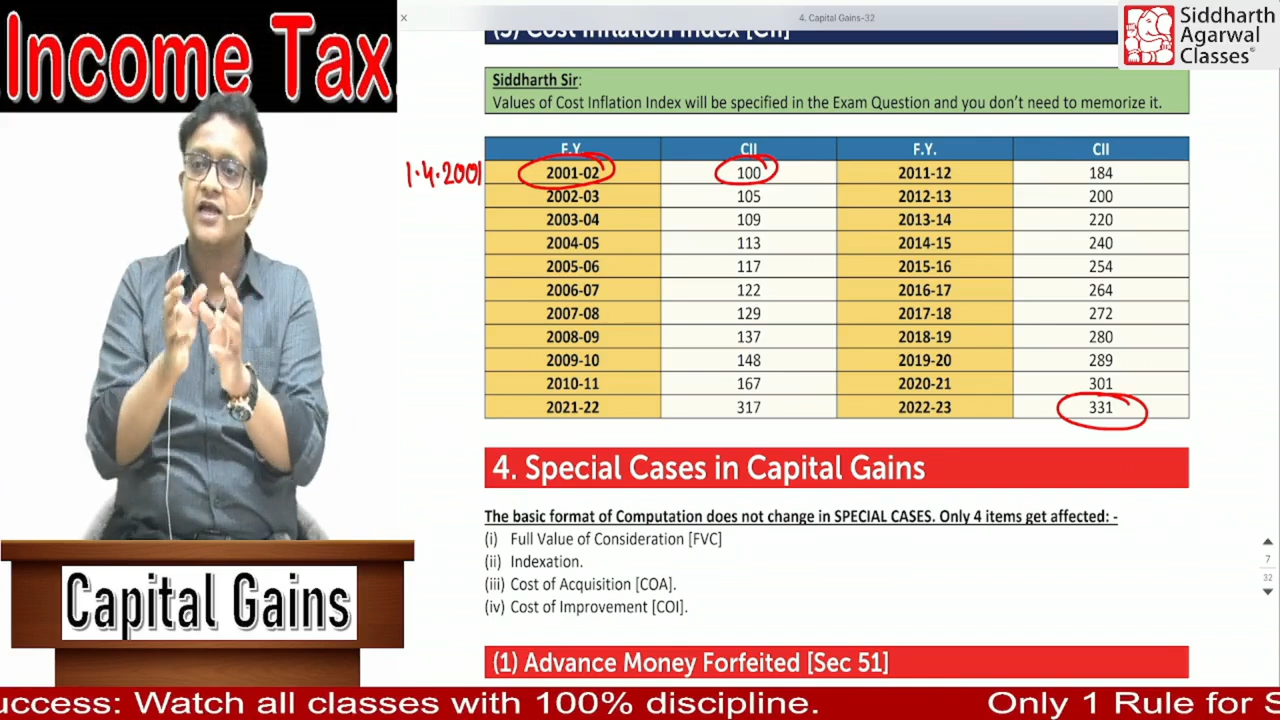 Income Tax
×
4. Capital Gains-32
Siddharth
Agarwal
Classes
(3) Cost Inflation Index [CII]
Siddharth Sir:
Values of Cost Inflation Index will be specified in the Exam Question and you don't need to memorize it.
F.Y. CII F.Y. CII
1.4.2001 2001-02 100 2011-12 184
2002-03 105 2012-13 200
2003-04 109 2013-14 220
2004-05 113 2014-15 240
2005-06 117 2015-16 254
2006-07 122 2016-17 264
2007-08 129 2017-18 272
2008-09 137 2018-19 280
2009-10 148 2019-20 289
2010-11 167 2020-21 301
2021-22 317 2022-23 331
4. Special Cases in Capital Gains
The basic format of Computation does not change in SPECIAL CASES. Only 4 items get affected: -
(i) Full Value of Consideration [FVC]
(ii) Indexation.
(iii) Cost of Acquisition [COA].
(iv) Cost of Improvement [COI].
7
32
(1) Advance Money Forfeited [Sec 51]
Capital Gains
uccess: Watch all classes with 100% discipline. Only 1 Rule for S